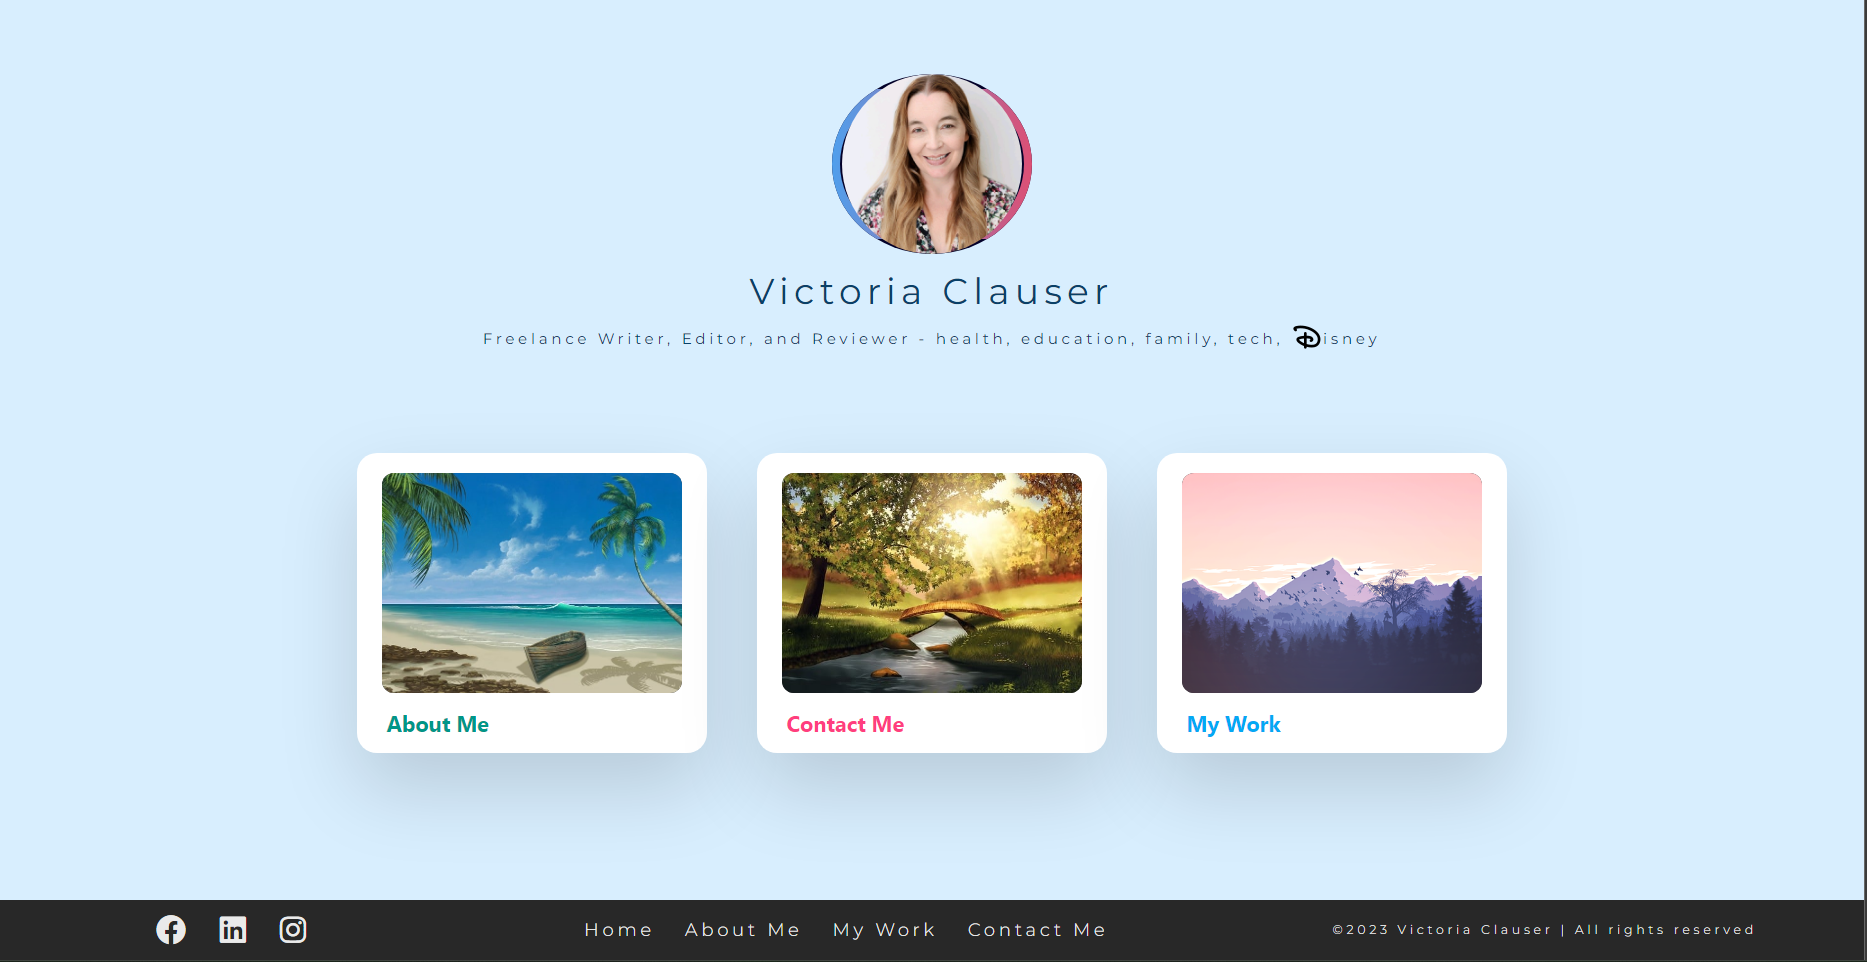 Victoria Clauser
Freelance Writer, Editor, and Reviewer - health, education, family, tech, Disney
About Me
Contact Me
My Work
Home
About Me
My Work
Contact Me
©2023 Victoria Clauser | All rights reserved